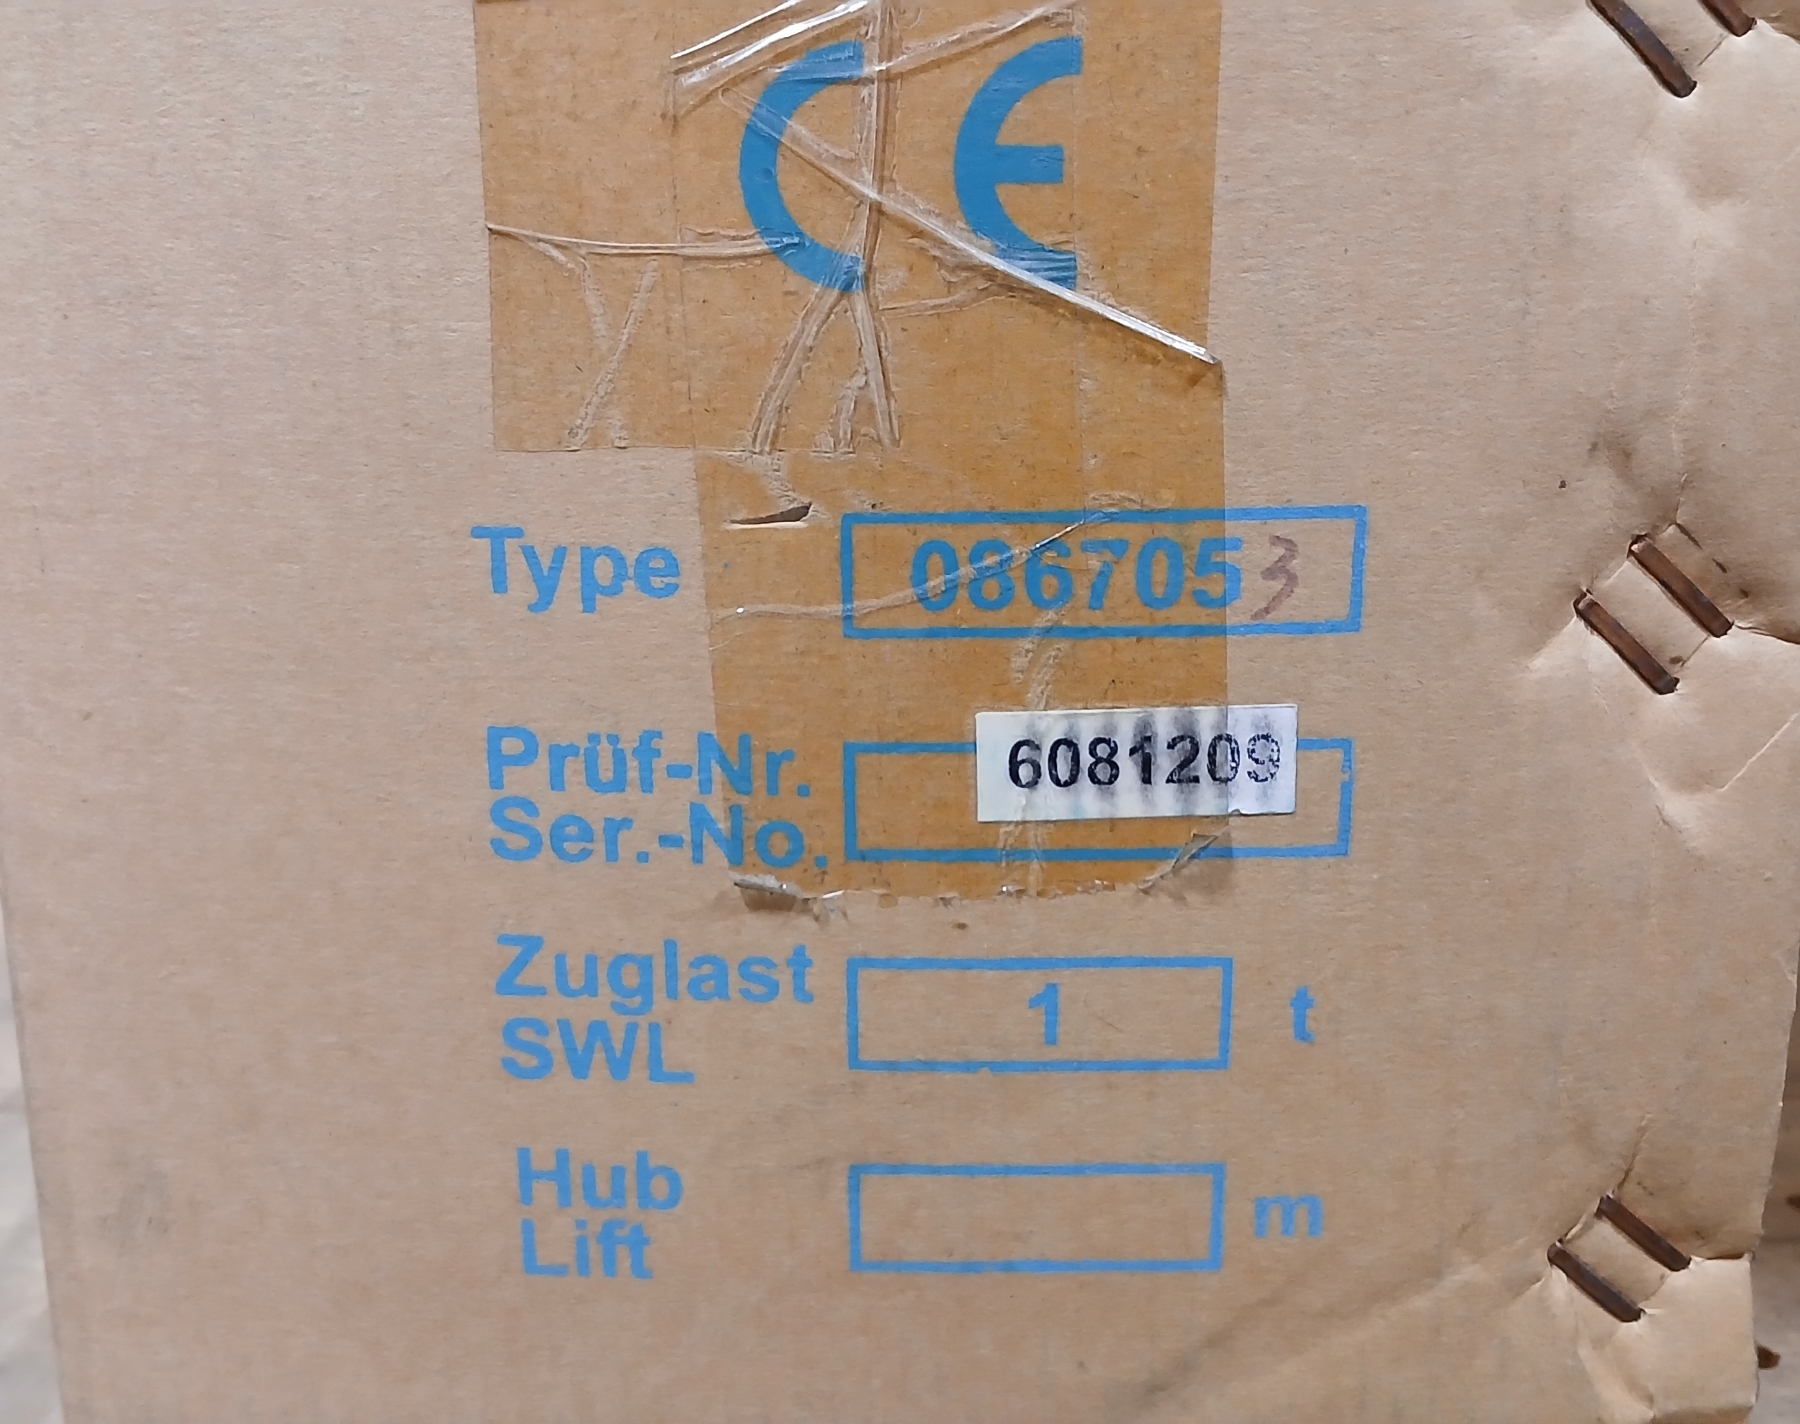 CE
Type 0867053
Prüf-Nr. 6081209
Ser.-No.
Zuglast 1 t
SWL
Hub m
Lift